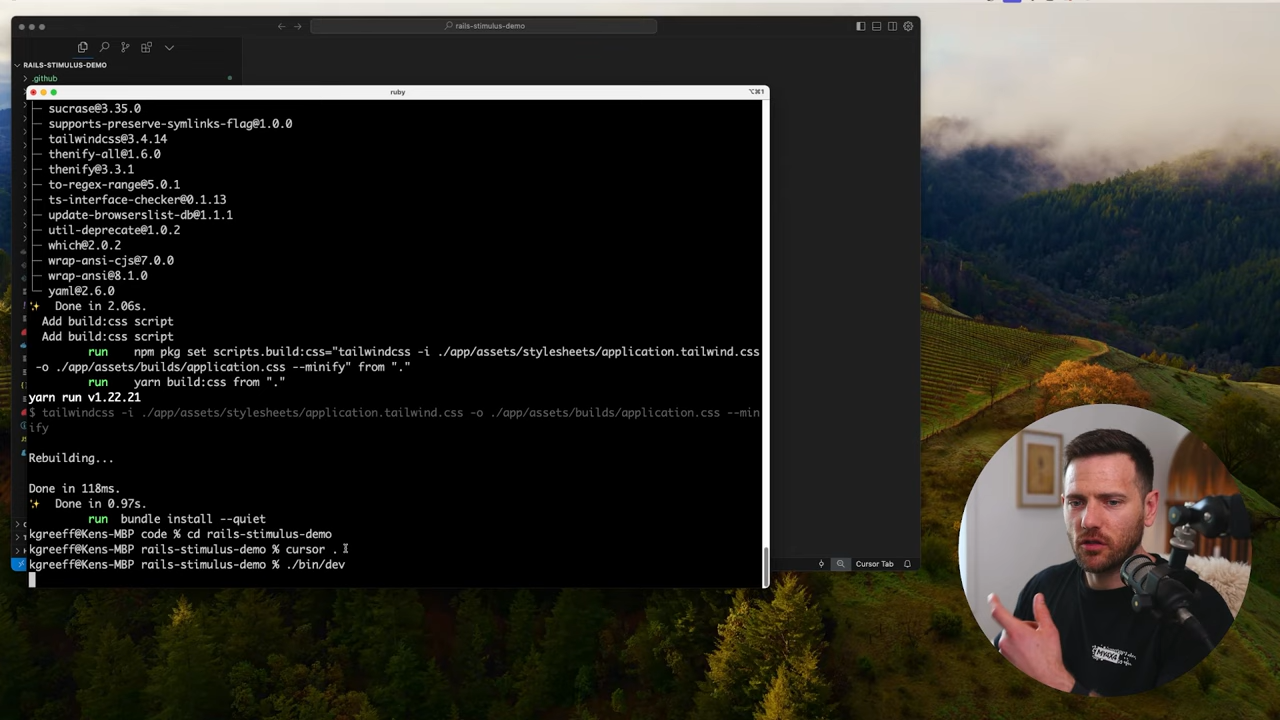 rails-stimulus-demo
RAILS-STIMULUS-DEMO
.github
ruby
⌥⌘1
sucrase@3.35.0
supports-preserve-symlinks-flag@1.0.0
tailwindcss@3.4.14
thenify-all@1.6.0
thenify@3.3.1
to-regex-range@5.0.1
ts-interface-checker@0.1.13
update-browserslist-db@1.1.1
util-deprecate@1.0.2
which@2.0.2
wrap-ansi-cjs@7.0.0
wrap-ansi@8.1.0
yaml@2.6.0
✨ Done in 2.06s.
Add build:css script
Add build:css script
run npm pkg set scripts.build:css="tailwindcss -i ./app/assets/stylesheets/application.tailwind.css
-o ./app/assets/builds/application.css --minify" from "."
run yarn build:css from "."
yarn run v1.22.21
$ tailwindcss -i ./app/assets/stylesheets/application.tailwind.css -o ./app/assets/builds/application.css --min
ify
Rebuilding...
Done in 118ms.
✨ Done in 0.97s.
run bundle install --quiet
kgreeff@Kens-MBP code % cd rails-stimulus-demo
kgreeff@Kens-MBP rails-stimulus-demo % cursor .
kgreeff@Kens-MBP rails-stimulus-demo % ./bin/dev
Cursor Tab